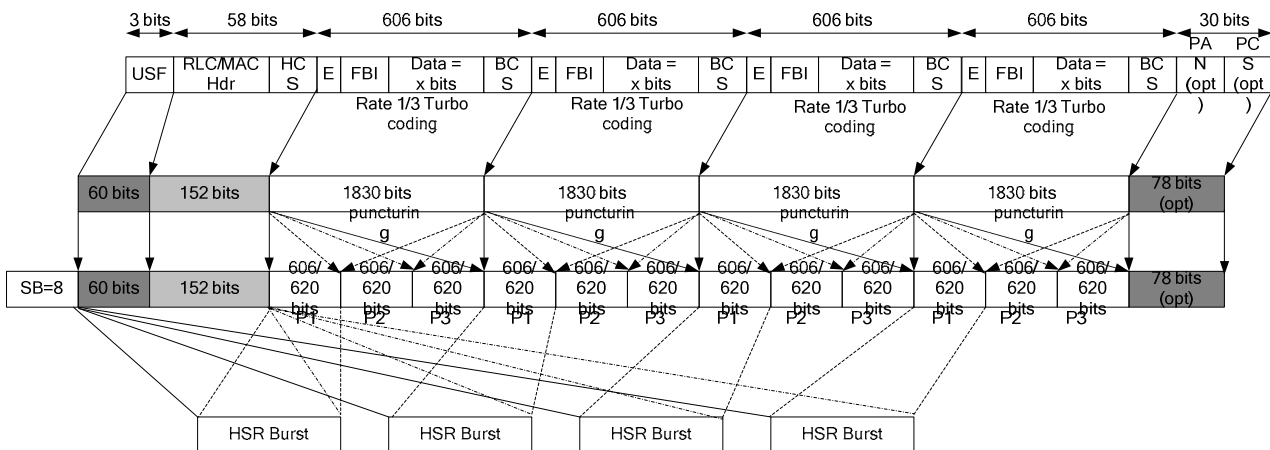 3 bits 58 bits 606 bits 606 bits 606 bits 606 bits 30 bits
USF
RLC/MAC
Hdr
HC
S
E
FBI
Data =
x bits
BC
S
E
FBI
Data =
x bits
BC
S
E
FBI
Data =
x bits
BC
S
E
FBI
Data =
x bits
BC
S
PA
N
(opt
)
PC
S
(opt
)
Rate 1/3 Turbo
coding
Rate 1/3 Turbo
coding
Rate 1/3 Turbo
coding
Rate 1/3 Turbo
coding
60 bits
152 bits
1830 bits
puncturin
g
1830 bits
puncturin
g
1830 bits
puncturin
g
1830 bits
puncturin
g
78 bits
(opt)
SB=8
60 bits
152 bits
606/
620
bits
P1
606/
620
bits
P2
606/
620
bits
P3
606/
620
bits
P1
606/
620
bits
P2
606/
620
bits
P3
606/
620
bits
P1
606/
620
bits
P2
606/
620
bits
P3
606/
620
bits
P1
606/
620
bits
P2
606/
620
bits
P3
78 bits
(opt)
HSR Burst
HSR Burst
HSR Burst
HSR Burst